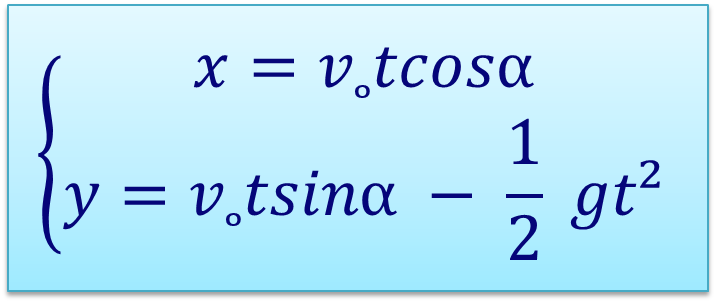 x = v₀tcosα
y = v₀tsinα − 1/2 gt²